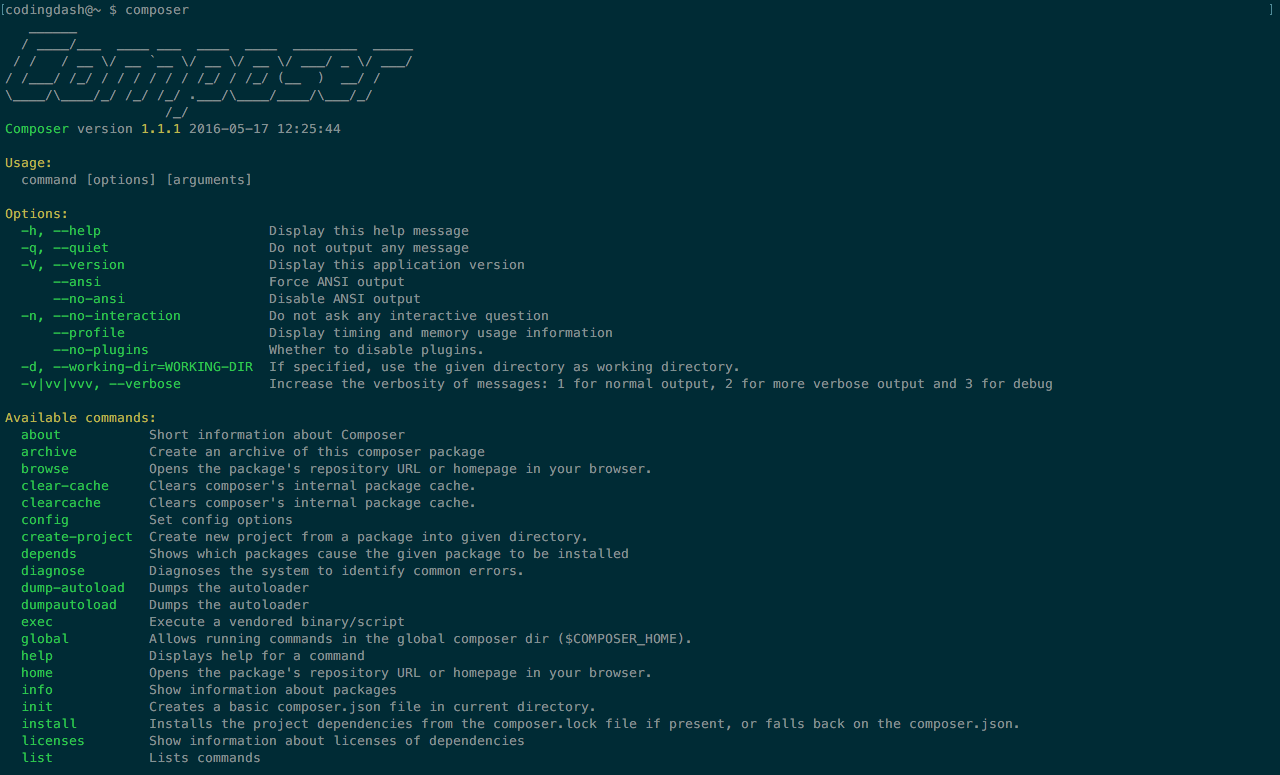 [codingdash@~ $ composer ]
   ______
  / ____/___  ____ ___  ____  ____  ________  _____
 / /   / __ \/ __ `__ \/ __ \/ __ \/ ___/ _ \/ ___/
/ /___/ /_/ / / / / / / /_/ / /_/ (__  )  __/ /
\____/\____/_/ /_/ /_/ .___/\____/____/\___/_/
                    /_/
Composer version 1.1.1 2016-05-17 12:25:44

Usage:
  command [options] [arguments]

Options:
  -h, --help                     Display this help message
  -q, --quiet                    Do not output any message
  -V, --version                  Display this application version
      --ansi                     Force ANSI output
      --no-ansi                  Disable ANSI output
  -n, --no-interaction           Do not ask any interactive question
      --profile                  Display timing and memory usage information
      --no-plugins               Whether to disable plugins.
  -d, --working-dir=WORKING-DIR  If specified, use the given directory as working directory.
  -v|vv|vvv, --verbose           Increase the verbosity of messages: 1 for normal output, 2 for more verbose output and 3 for debug

Available commands:
  about           Short information about Composer
  archive         Create an archive of this composer package
  browse          Opens the package's repository URL or homepage in your browser.
  clear-cache     Clears composer's internal package cache.
  clearcache      Clears composer's internal package cache.
  config          Set config options
  create-project  Create new project from a package into given directory.
  depends         Shows which packages cause the given package to be installed
  diagnose        Diagnoses the system to identify common errors.
  dump-autoload   Dumps the autoloader
  dumpautoload    Dumps the autoloader
  exec            Execute a vendored binary/script
  global          Allows running commands in the global composer dir ($COMPOSER_HOME).
  help            Displays help for a command
  home            Opens the package's repository URL or homepage in your browser.
  info            Show information about packages
  init            Creates a basic composer.json file in current directory.
  install         Installs the project dependencies from the composer.lock file if present, or falls back on the composer.json.
  licenses        Show information about licenses of dependencies
  list            Lists commands